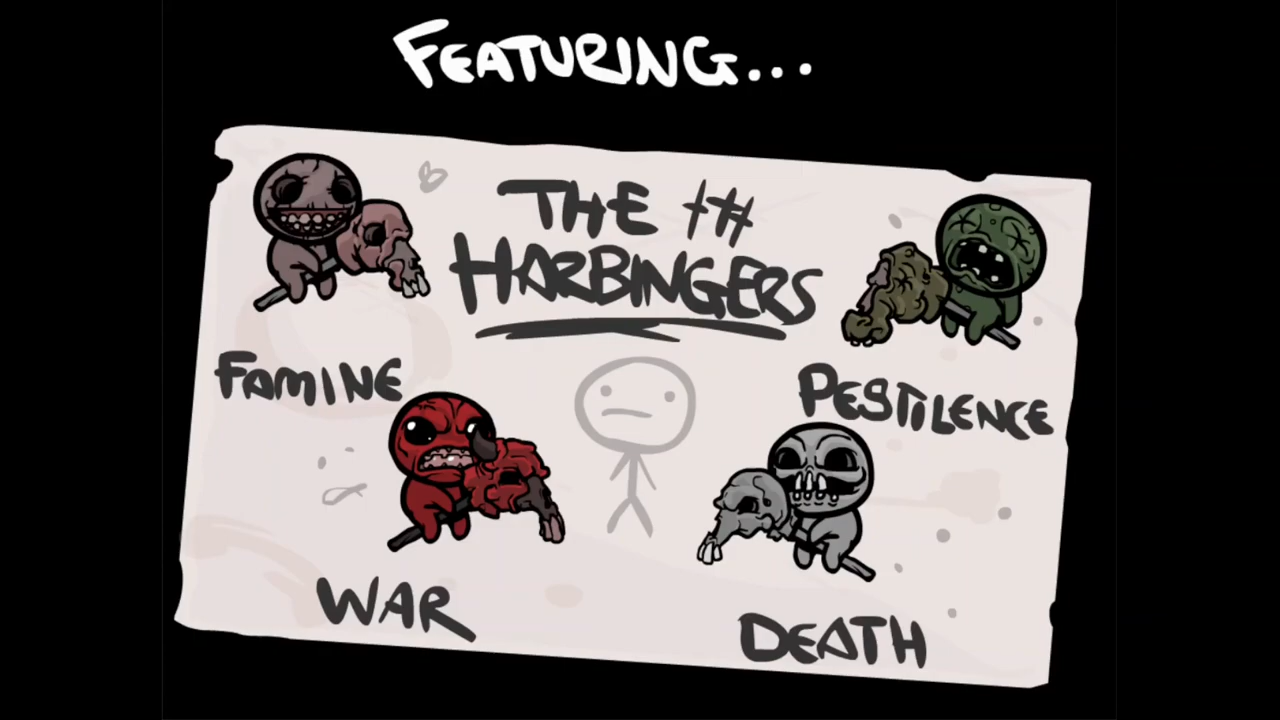 FEATURING...
THE
HARBINGERS
FAMINE
PESTILENCE
WAR
DEATH